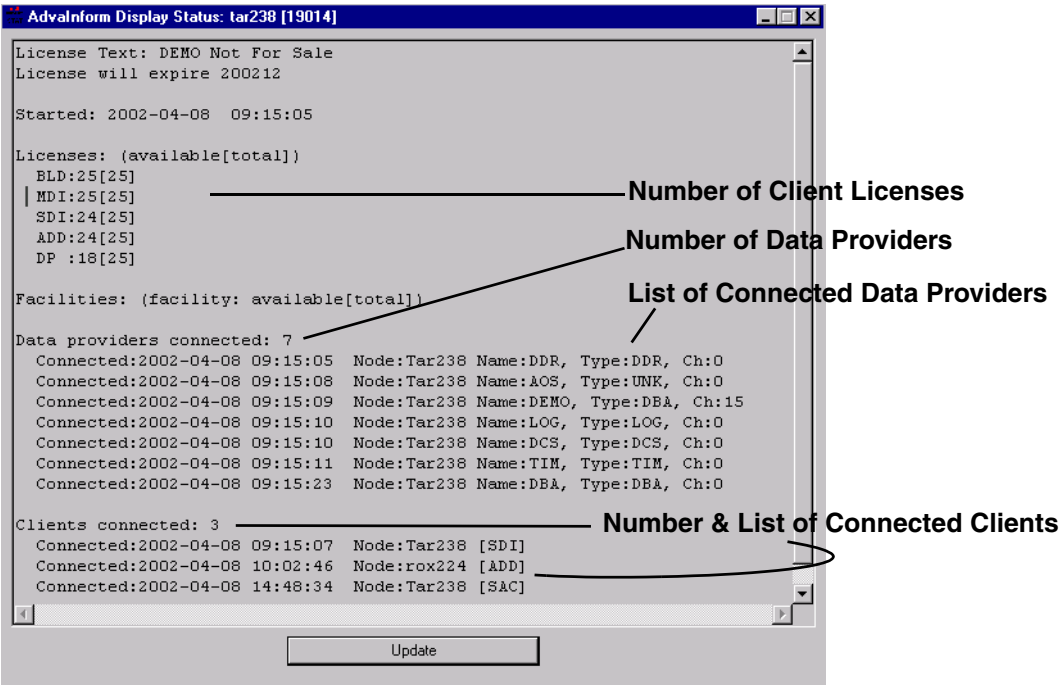 AdvaInform Display Status: tar238 [19014]
License Text: DEMO Not For Sale
License will expire 200212
Started: 2002-04-08  09:15:05
Licenses: (available[total])
BLD:25[25]
MDI:25[25]
SDI:24[25]
ADD:24[25]
DP :18[25]
Number of Client Licenses
Number of Data Providers
Facilities: (facility: available[total])
List of Connected Data Providers
Data providers connected: 7
Connected:2002-04-08 09:15:05  Node:Tar238 Name:DDR, Type:DDR, Ch:0
Connected:2002-04-08 09:15:08  Node:Tar238 Name:AOS, Type:UNK, Ch:0
Connected:2002-04-08 09:15:09  Node:Tar238 Name:DEMO, Type:DBA, Ch:15
Connected:2002-04-08 09:15:10  Node:Tar238 Name:LOG, Type:LOG, Ch:0
Connected:2002-04-08 09:15:10  Node:Tar238 Name:DCS, Type:DCS, Ch:0
Connected:2002-04-08 09:15:11  Node:Tar238 Name:TIM, Type:TIM, Ch:0
Connected:2002-04-08 09:15:23  Node:Tar238 Name:DBA, Type:DBA, Ch:0
Clients connected: 3
Number & List of Connected Clients
Connected:2002-04-08 09:15:07  Node:Tar238 [SDI]
Connected:2002-04-08 10:02:46  Node:rox224 [ADD]
Connected:2002-04-08 14:48:34  Node:Tar238 [SAC]
Update